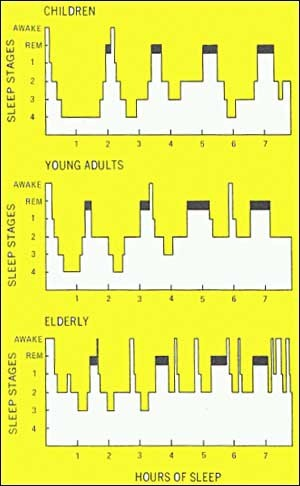 CHILDREN
SLEEP STAGES
AWAKE
REM
1
2
3
4
1 2 3 4 5 6 7
YOUNG ADULTS
SLEEP STAGES
AWAKE
REM
1
2
3
4
1 2 3 4 5 6 7
ELDERLY
SLEEP STAGES
AWAKE
REM
1
2
3
4
1 2 3 4 5 6 7
HOURS OF SLEEP